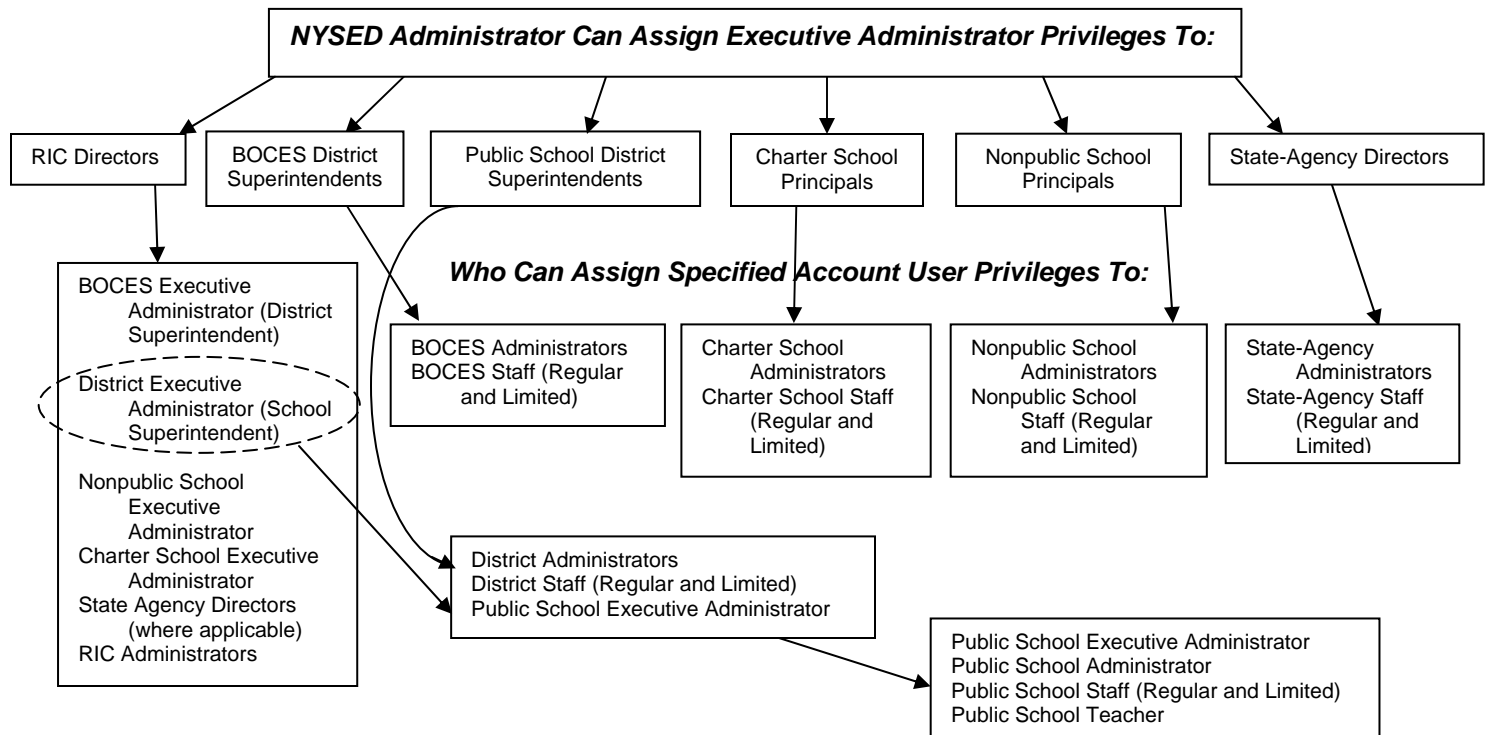 NYSED Administrator Can Assign Executive Administrator Privileges To:
RIC Directors
BOCES District
Superintendents
Public School District
Superintendents
Charter School
Principals
Nonpublic School
Principals
State-Agency Directors
Who Can Assign Specified Account User Privileges To:
BOCES Executive
Administrator (District
Superintendent)
District Executive
Administrator (School
Superintendent)
Nonpublic School
Executive
Administrator
Charter School Executive
Administrator
State Agency Directors
(where applicable)
RIC Administrators
BOCES Administrators
BOCES Staff (Regular
and Limited)
Charter School
Administrators
Charter School Staff
(Regular and
Limited)
Nonpublic School
Administrators
Nonpublic School
Staff (Regular
and Limited)
State-Agency
Administrators
State-Agency Staff
(Regular and
Limited)
District Administrators
District Staff (Regular and Limited)
Public School Executive Administrator
Public School Executive Administrator
Public School Administrator
Public School Staff (Regular and Limited)
Public School Teacher